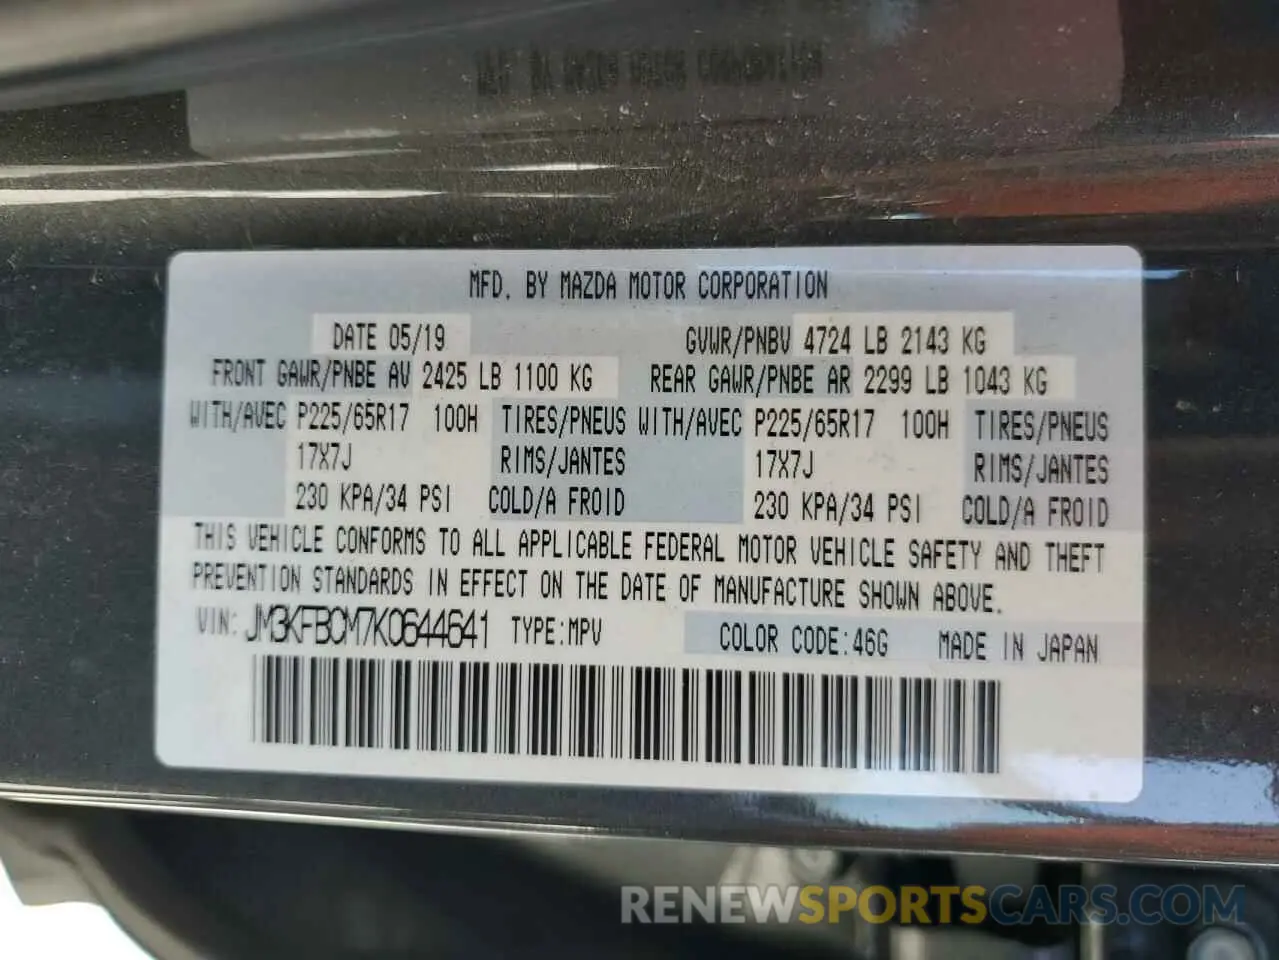 MFD. BY MAZDA MOTOR CORPORATION
DATE 05/19 GVWR/PNBV 4724 LB 2143 KG
FRONT GAWR/PNBE AV 2425 LB 1100 KG REAR GAWR/PNBE AR 2299 LB 1043 KG
WITH/AVEC P225/65R17 100H TIRES/PNEUS WITH/AVEC P225/65R17 100H TIRES/PNEUS
17X7J RIMS/JANTES 17X7J RIMS/JANTES
230 KPA/34 PSI COLD/A FROID 230 KPA/34 PSI COLD/A FROID
THIS VEHICLE CONFORMS TO ALL APPLICABLE FEDERAL MOTOR VEHICLE SAFETY AND THEFT
PREVENTION STANDARDS IN EFFECT ON THE DATE OF MANUFACTURE SHOWN ABOVE.
VIN: JM3KFBCM7K0644641 TYPE:MPV COLOR CODE:46G MADE IN JAPAN
RENEWSPORTSCARS.COM